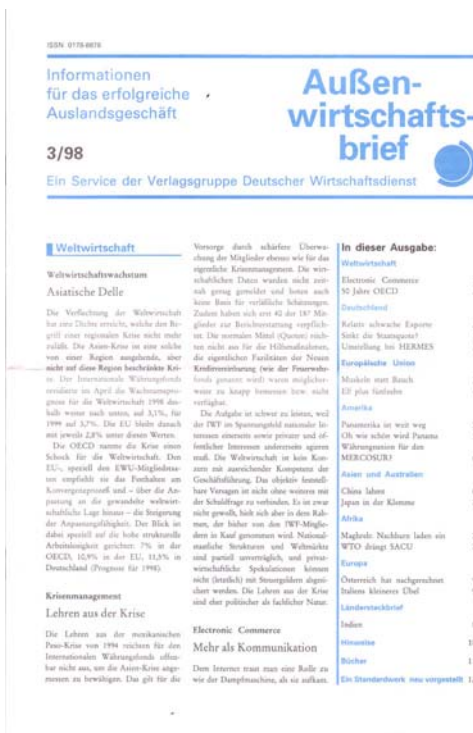 ISSN 0178-6676
Informationen
für das erfolgreiche
Auslandsgeschäft
3/98
Außen-
wirtschafts-
brief
Ein Service der Verlagsgruppe Deutscher Wirtschaftsdienst
Weltwirtschaft
Weltwirtschaftswachstum
Asiatische Delle
Die Verflechtung der Weltwirtschaft
hat eine Dichte erreicht, welche den Be-
griff einer regionalen Krise nicht mehr
zuläßt. Die Asien-Krise ist eine solche
von einer Region ausgehende, aber
nicht auf diese Region beschränkte Kri-
se. Der Internationale Währungsfonds
revidierte im April die Wachstumsprog-
nose für die Weltwirtschaft 1998 des-
halb weiter nach unten, auf 3,1%, für
1999 auf 3,7%. Die EU bleibt danach
mit jeweils 2,8% unter diesen Werten.
Die OECD nannte die Krise einen
Schock für die Weltwirtschaft. Den
EU-, speziell den EWU-Mitgliedstaa-
ten empfiehlt sie das Festhalten am
Konvergenzprozeß und – über die An-
passung an die gewandelte weltwirt-
schaftliche Lage hinaus – die Steigerung
der Anpassungsfähigkeit. Der Blick ist
dabei speziell auf die hohe strukturelle
Arbeitslosigkeit gerichtet: 7% in der
OECD, 10,9% in der EU, 11,5% in
Deutschland (Prognose für 1998).
Krisenmanagement
Lehren aus der Krise
Die Lehren aus der mexikanischen
Peso-Krise von 1994 reichten für den
Internationalen Währungsfonds offen-
bar nicht aus, um die Asien-Krise ange-
messen zu bewältigen. Das gilt für die
Vorsorge durch schärfere Überwa-
chung der Mitglieder ebenso wie für das
eigentliche Krisenmanagement. Die wirt-
schaftlichen Daten wurden nicht zeit-
nah genug gemeldet und boten auch
keine Basis für verläßliche Schätzungen.
Zudem haben sich erst 42 der 187 Mit-
glieder zur Berichterstattung verpflich-
tet. Die normalen Mittel (Quoten) reich-
ten nicht aus für die Hilfsmaßnahmen,
die eigentlichen Fazilitäten der Neuen
Kreditvereinbarung (wie der Feuerwehr-
fonds genannt wird) waren möglicher-
weise zu knapp bemessen bzw. nicht
verfügbar.
Die Aufgabe ist schwer zu lösen, weil
der IWF im Spannungsfeld nationaler In-
teressen einerseits sowie privater und öf-
fentlicher Interessen andererseits agieren
muß. Die Weltwirtschaft ist kein Kon-
zern mit ausreichender Kompetenz der
Geschäftsführung. Das objektiv feststell-
bare Versagen ist nicht ohne weiteres mit
der Schuldfrage zu verbinden. Es ist zwar
nicht gewollt, hielt sich aber in dem Rah-
men, der bisher von den IWF-Mitglie-
dern in Kauf genommen wird. National-
staatliche Strukturen und Weltmärkte
sind partiell unverträglich, und privat-
wirtschaftliche Spekulationen können
nicht (letztlich) mit Steuergeldern abgesi-
chert werden. Die Lehren aus der Krise
sind eher politischer als fachlicher Natur.
Electronic Commerce
Mehr als Kommunikation
Dem Internet traut man eine Rolle zu
wie der Dampfmaschine, als sie aufkam.
In dieser Ausgabe:
Weltwirtschaft
Electronic Commerce
50 Jahre OECD
Deutschland
Relativ schwache Exporte
Sinkt die Staatsquote?
Umstellung bei HERMES
Europäische Union
Muskeln statt Bauch
Elf plus fünfzehn
Amerika
Panamerika ist weit weg
Oh wie schön wird Panama
Währungsunion für den
MERCOSUR?
Asien und Australien
China lahmt
Japan in der Klemme
Afrika
Maghreb: Nachbarn laden ein
WTO drängt SACU
Europa
Österreich hat nachgerechnet
Italiens kleineres Übel
Ländersteckbrief
Indien
Hinweise
Bücher
Ein Standardwerk neu vorgestellt